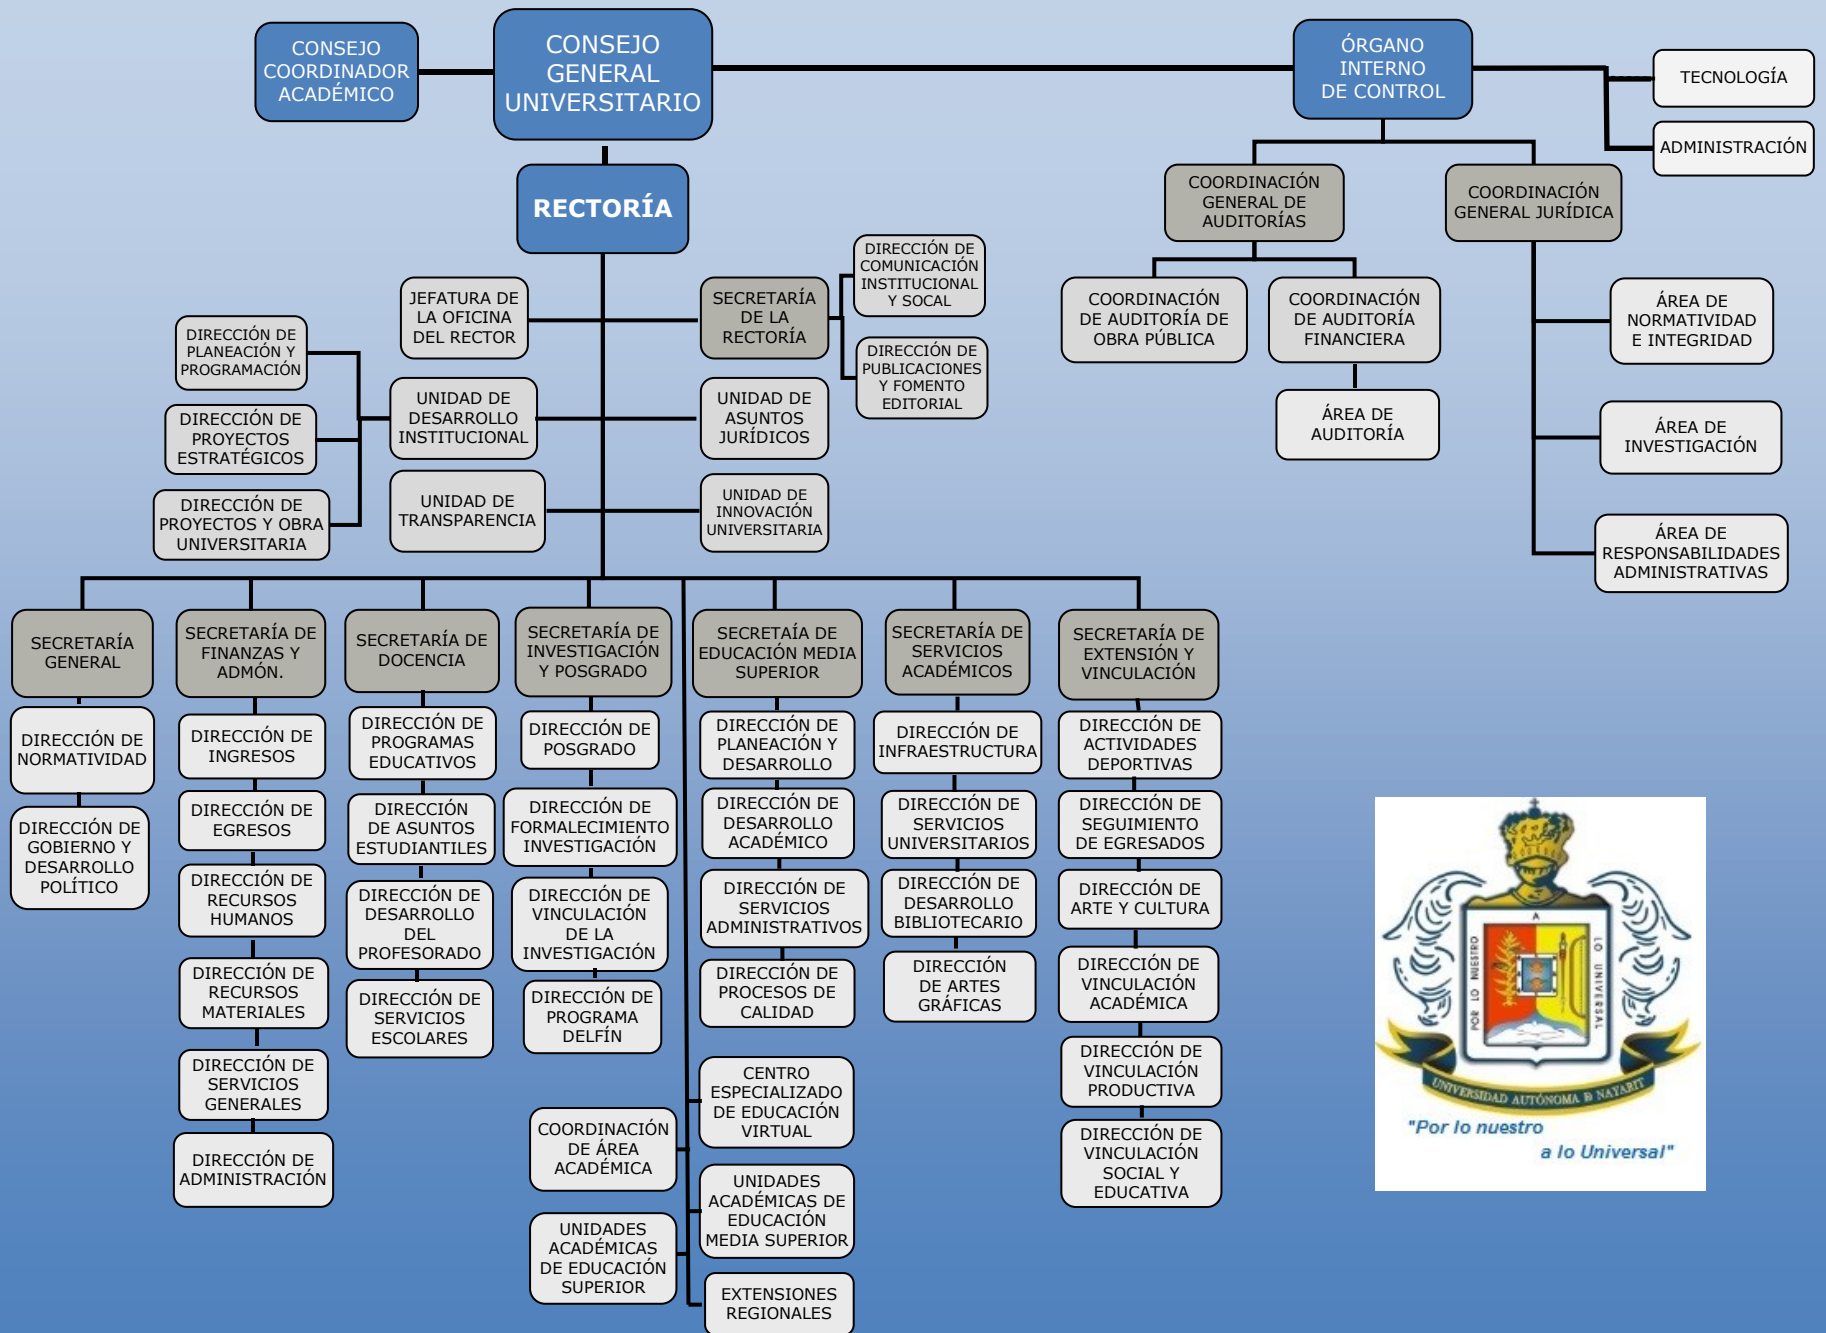 CONSEJO
COORDINADOR
ACADÉMICO
CONSEJO
GENERAL
UNIVERSITARIO
ÓRGANO
INTERNO
DE CONTROL
TECNOLOGÍA
ADMINISTRACIÓN
RECTORÍA
COORDINACIÓN
GENERAL DE
AUDITORÍAS
COORDINACIÓN
GENERAL JURÍDICA
JEFATURA DE
LA OFICINA
DEL RECTOR
SECRETARÍA
DE LA
RECTORÍA
DIRECCIÓN DE
COMUNICACIÓN
INSTITUCIONAL
Y SOCAL
DIRECCIÓN DE
PUBLICACIONES
Y FOMENTO
EDITORIAL
COORDINACIÓN
DE AUDITORÍA DE
OBRA PÚBLICA
COORDINACIÓN
DE AUDITORÍA
FINANCIERA
ÁREA DE
AUDITORÍA
ÁREA DE
NORMATIVIDAD
E INTEGRIDAD
ÁREA DE
INVESTIGACIÓN
ÁREA DE
RESPONSABILIDADES
ADMINISTRATIVAS
DIRECCIÓN DE
PLANEACIÓN Y
PROGRAMACIÓN
DIRECCIÓN DE
PROYECTOS
ESTRATÉGICOS
DIRECCIÓN DE
PROYECTOS Y OBRA
UNIVERSITARIA
UNIDAD DE
DESARROLLO
INSTITUCIONAL
UNIDAD DE
ASUNTOS
JURÍDICOS
UNIDAD DE
TRANSPARENCIA
UNIDAD DE
INNOVACIÓN
UNIVERSITARIA
SECRETARÍA
GENERAL
DIRECCIÓN DE
NORMATIVIDAD
DIRECCIÓN DE
GOBIERNO Y
DESARROLLO
POLÍTICO
SECRETARÍA DE
FINANZAS Y
ADMÓN.
DIRECCIÓN DE
INGRESOS
DIRECCIÓN DE
EGRESOS
DIRECCIÓN DE
RECURSOS
HUMANOS
DIRECCIÓN DE
RECURSOS
MATERIALES
DIRECCIÓN DE
SERVICIOS
GENERALES
DIRECCIÓN DE
ADMINISTRACIÓN
SECRETARÍA DE
DOCENCIA
DIRECCIÓN DE
PROGRAMAS
EDUCATIVOS
DIRECCIÓN
DE ASUNTOS
ESTUDIANTILES
DIRECCIÓN DE
DESARROLLO
DEL
PROFESORADO
DIRECCIÓN DE
SERVICIOS
ESCOLARES
SECRETARÍA DE
INVESTIGACIÓN
Y POSGRADO
DIRECCIÓN DE
POSGRADO
DIRECCIÓN DE
FORMALECIMIENTO
INVESTIGACIÓN
DIRECCIÓN DE
VINCULACIÓN
DE LA
INVESTIGACIÓN
DIRECCIÓN DE
PROGRAMA
DELFÍN
SECRETAÍA DE
EDUCACIÓN MEDIA
SUPERIOR
DIRECCIÓN DE
PLANEACIÓN Y
DESARROLLO
DIRECCIÓN DE
DESARROLLO
ACADÉMICO
DIRECCIÓN DE
SERVICIOS
ADMINISTRATIVOS
DIRECCIÓN DE
PROCESOS DE
CALIDAD
SECRETARÍA DE
SERVICIOS
ACADÉMICOS
DIRECCIÓN DE
INFRAESTRUCTURA
DIRECCIÓN DE
SERVICIOS
UNIVERSITARIOS
DIRECCIÓN DE
DESARROLLO
BIBLIOTECARIO
DIRECCIÓN
DE ARTES
GRÁFICAS
SECRETARÍA DE
EXTENSIÓN Y
VINCULACIÓN
DIRECCIÓN DE
ACTIVIDADES
DEPORTIVAS
DIRECCIÓN DE
SEGUIMIENTO
DE EGRESADOS
DIRECCIÓN DE
ARTE Y CULTURA
DIRECCIÓN DE
VINCULACIÓN
ACADÉMICA
DIRECCIÓN DE
VINCULACIÓN
PRODUCTIVA
DIRECCIÓN DE
VINCULACIÓN
SOCIAL Y
EDUCATIVA
COORDINACIÓN
DE ÁREA
ACADÉMICA
UNIDADES
ACADÉMICAS
DE EDUCACIÓN
SUPERIOR
CENTRO
ESPECIALIZADO
DE EDUCACIÓN
VIRTUAL
UNIDADES
ACADÉMICAS DE
EDUCACIÓN
MEDIA SUPERIOR
EXTENSIONES
REGIONALES
POR LO NUESTRO
A
LO UNIVERSAL
UNIVERSIDAD AUTÓNOMA DE NAYARIT
"Por lo nuestro
a lo Universal"